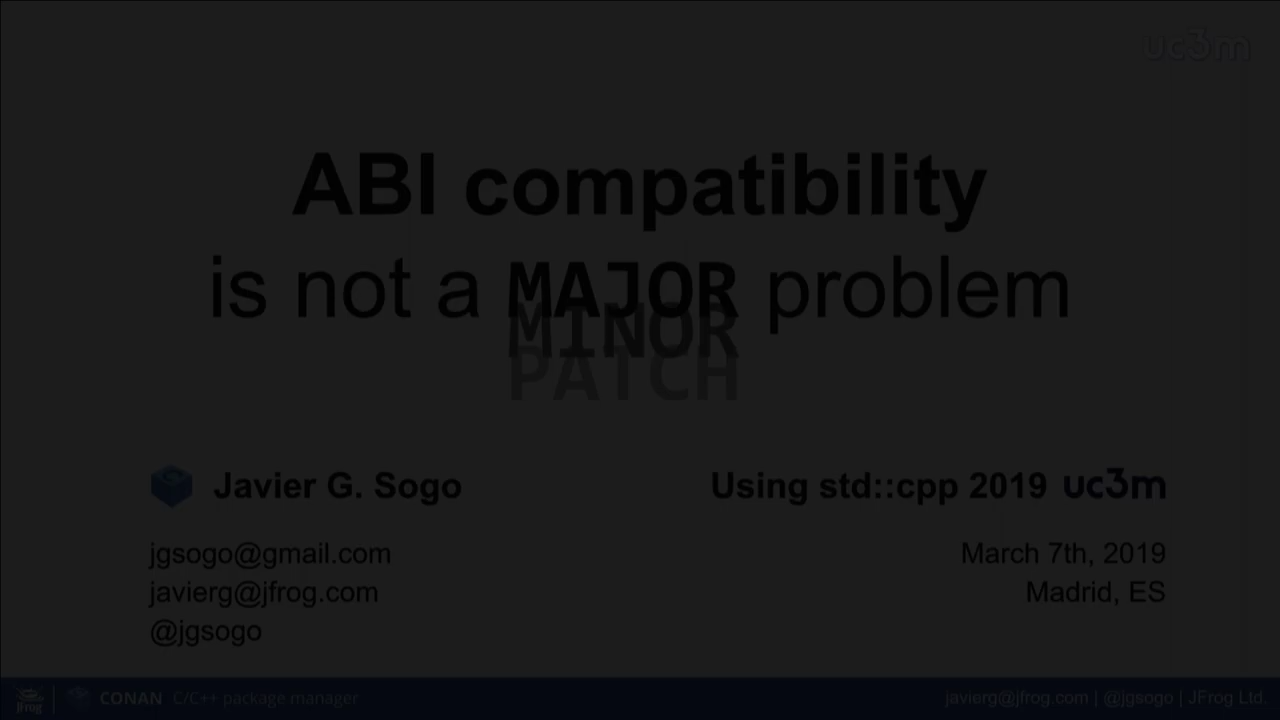 uc3m
ABI compatibility
is not a MAJOR problem
MINOR
PATCH
Javier G. Sogo
Using std::cpp 2019 uc3m
jgsogo@gmail.com
March 7th, 2019
javierg@jfrog.com
Madrid, ES
@jgsogo
JFrog CONAN C/C++ package manager
javierg@jfrog.com | @jgsogo | JFrog Ltd.